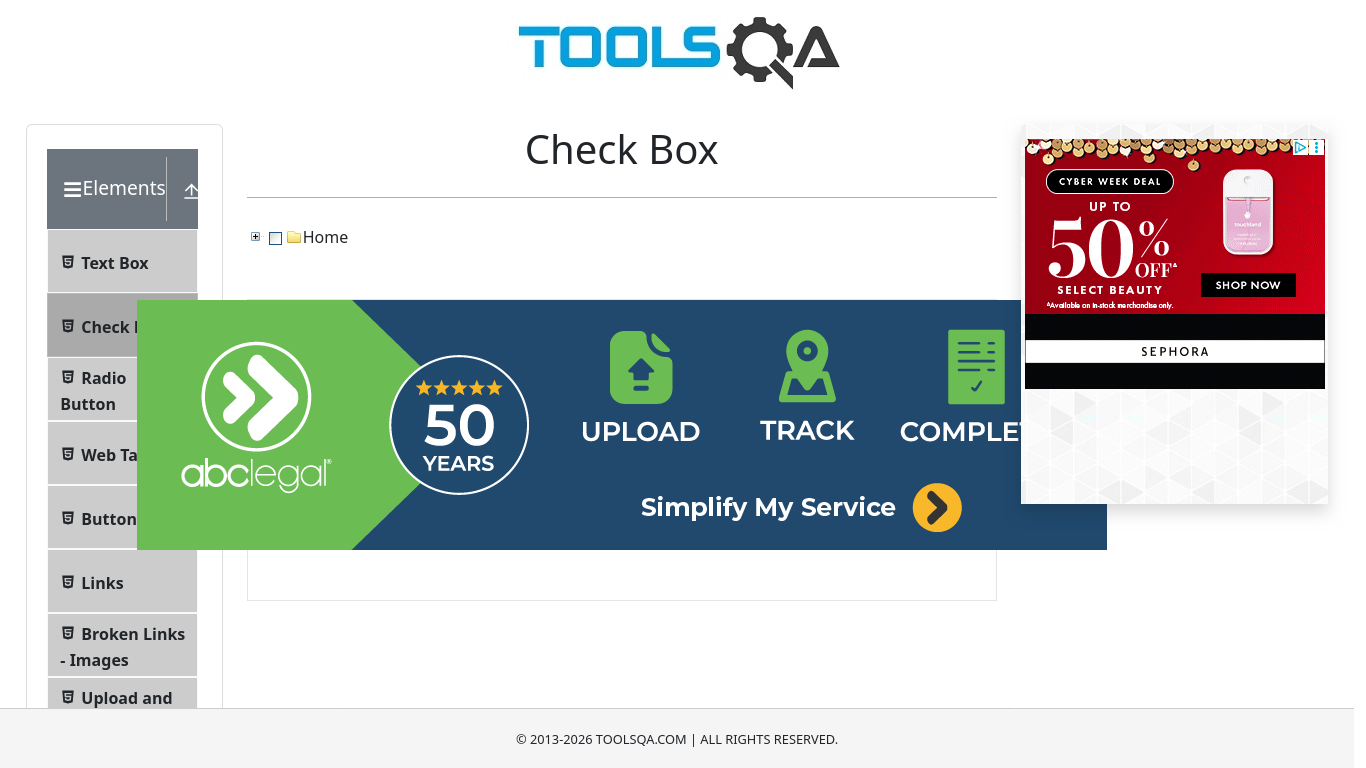 TOOLSQA
Check Box
Elements
Text Box
Check
Radio
Button
Web Ta
Button
Links
Broken Links
- Images
Upload and
Home
abclegal®
50
YEARS
UPLOAD
TRACK
COMPLET
Simplify My Service
CYBER WEEK DEAL
UP TO
50%
OFF*
SELECT BEAUTY
*Available on in-stock merchandise only.
touchland
SHOP NOW
SEPHORA
© 2013-2026 TOOLSQA.COM | ALL RIGHTS RESERVED.